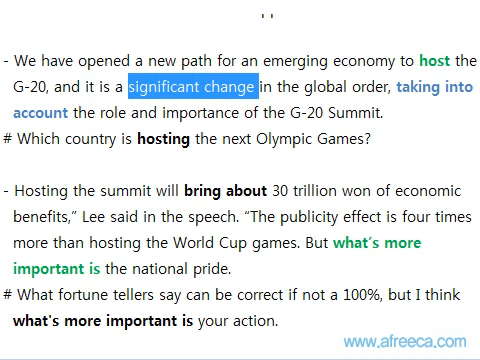 - We have opened a new path for an emerging economy to host the
G-20, and it is a significant change in the global order, taking into
account the role and importance of the G-20 Summit.
# Which country is hosting the next Olympic Games?
- Hosting the summit will bring about 30 trillion won of economic
benefits,” Lee said in the speech. “The publicity effect is four times
more than hosting the World Cup games. But what’s more
important is the national pride.
# What fortune tellers say can be correct if not a 100%, but I think
what's more important is your action.
www.afreeca.com